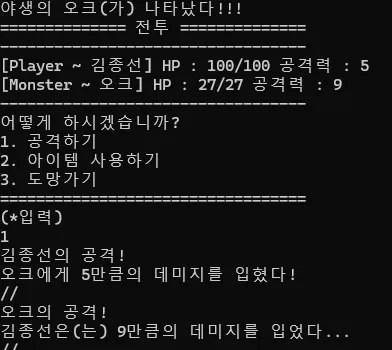 야생의 오크(가) 나타났다!!!
============= 전투 =============
----------------------------------
[Player ~ 김종선] HP : 100/100 공격력 : 5
[Monster ~ 오크] HP : 27/27 공격력 : 9
----------------------------------
어떻게 하시겠습니까?
1. 공격하기
2. 아이템 사용하기
3. 도망가기
==================================
(*입력)
1
김종선의 공격!
오크에게 5만큼의 데미지를 입혔다!
//
오크의 공격!
김종선은(는) 9만큼의 데미지를 입었다...
//